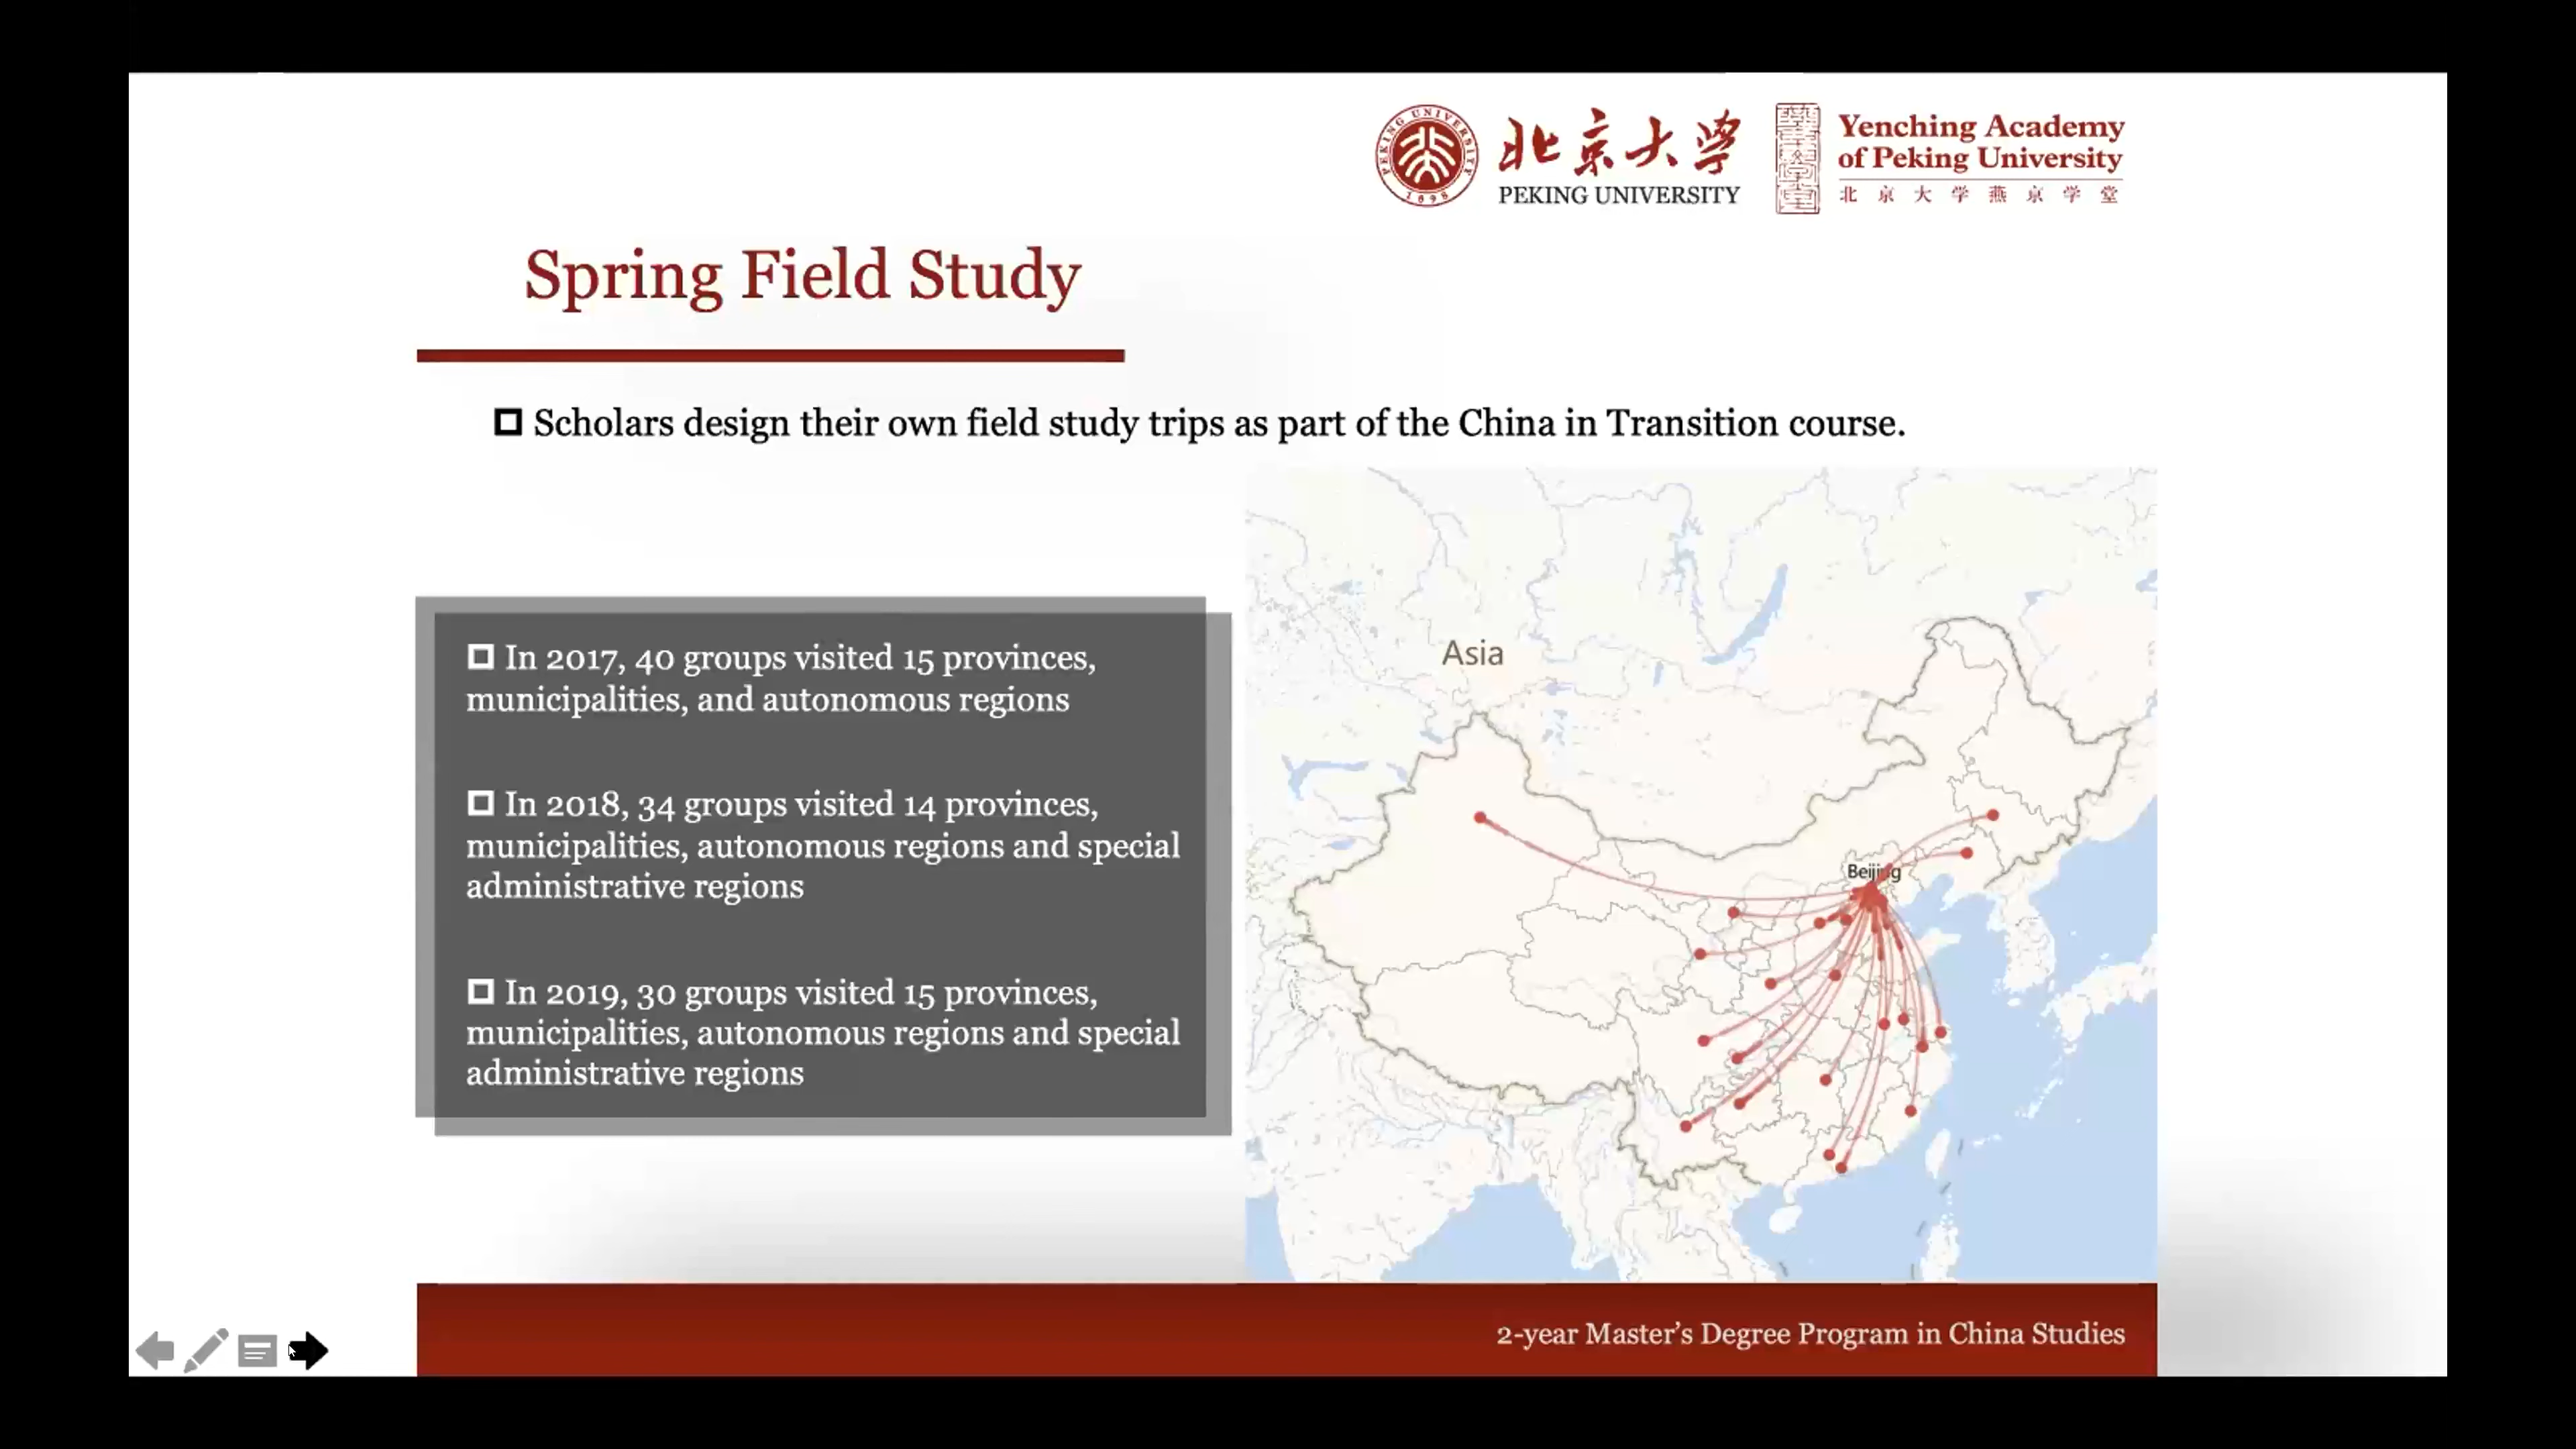 PEKING UNIVERSITY
1898
北京大学
PEKING UNIVERSITY
Yenching Academy
of Peking University
北京大学燕京学堂
Spring Field Study
Scholars design their own field study trips as part of the China in Transition course.
In 2017, 40 groups visited 15 provinces,
municipalities, and autonomous regions
In 2018, 34 groups visited 14 provinces,
municipalities, autonomous regions and special
administrative regions
In 2019, 30 groups visited 15 provinces,
municipalities, autonomous regions and special
administrative regions
Asia
Beijing
2-year Master’s Degree Program in China Studies